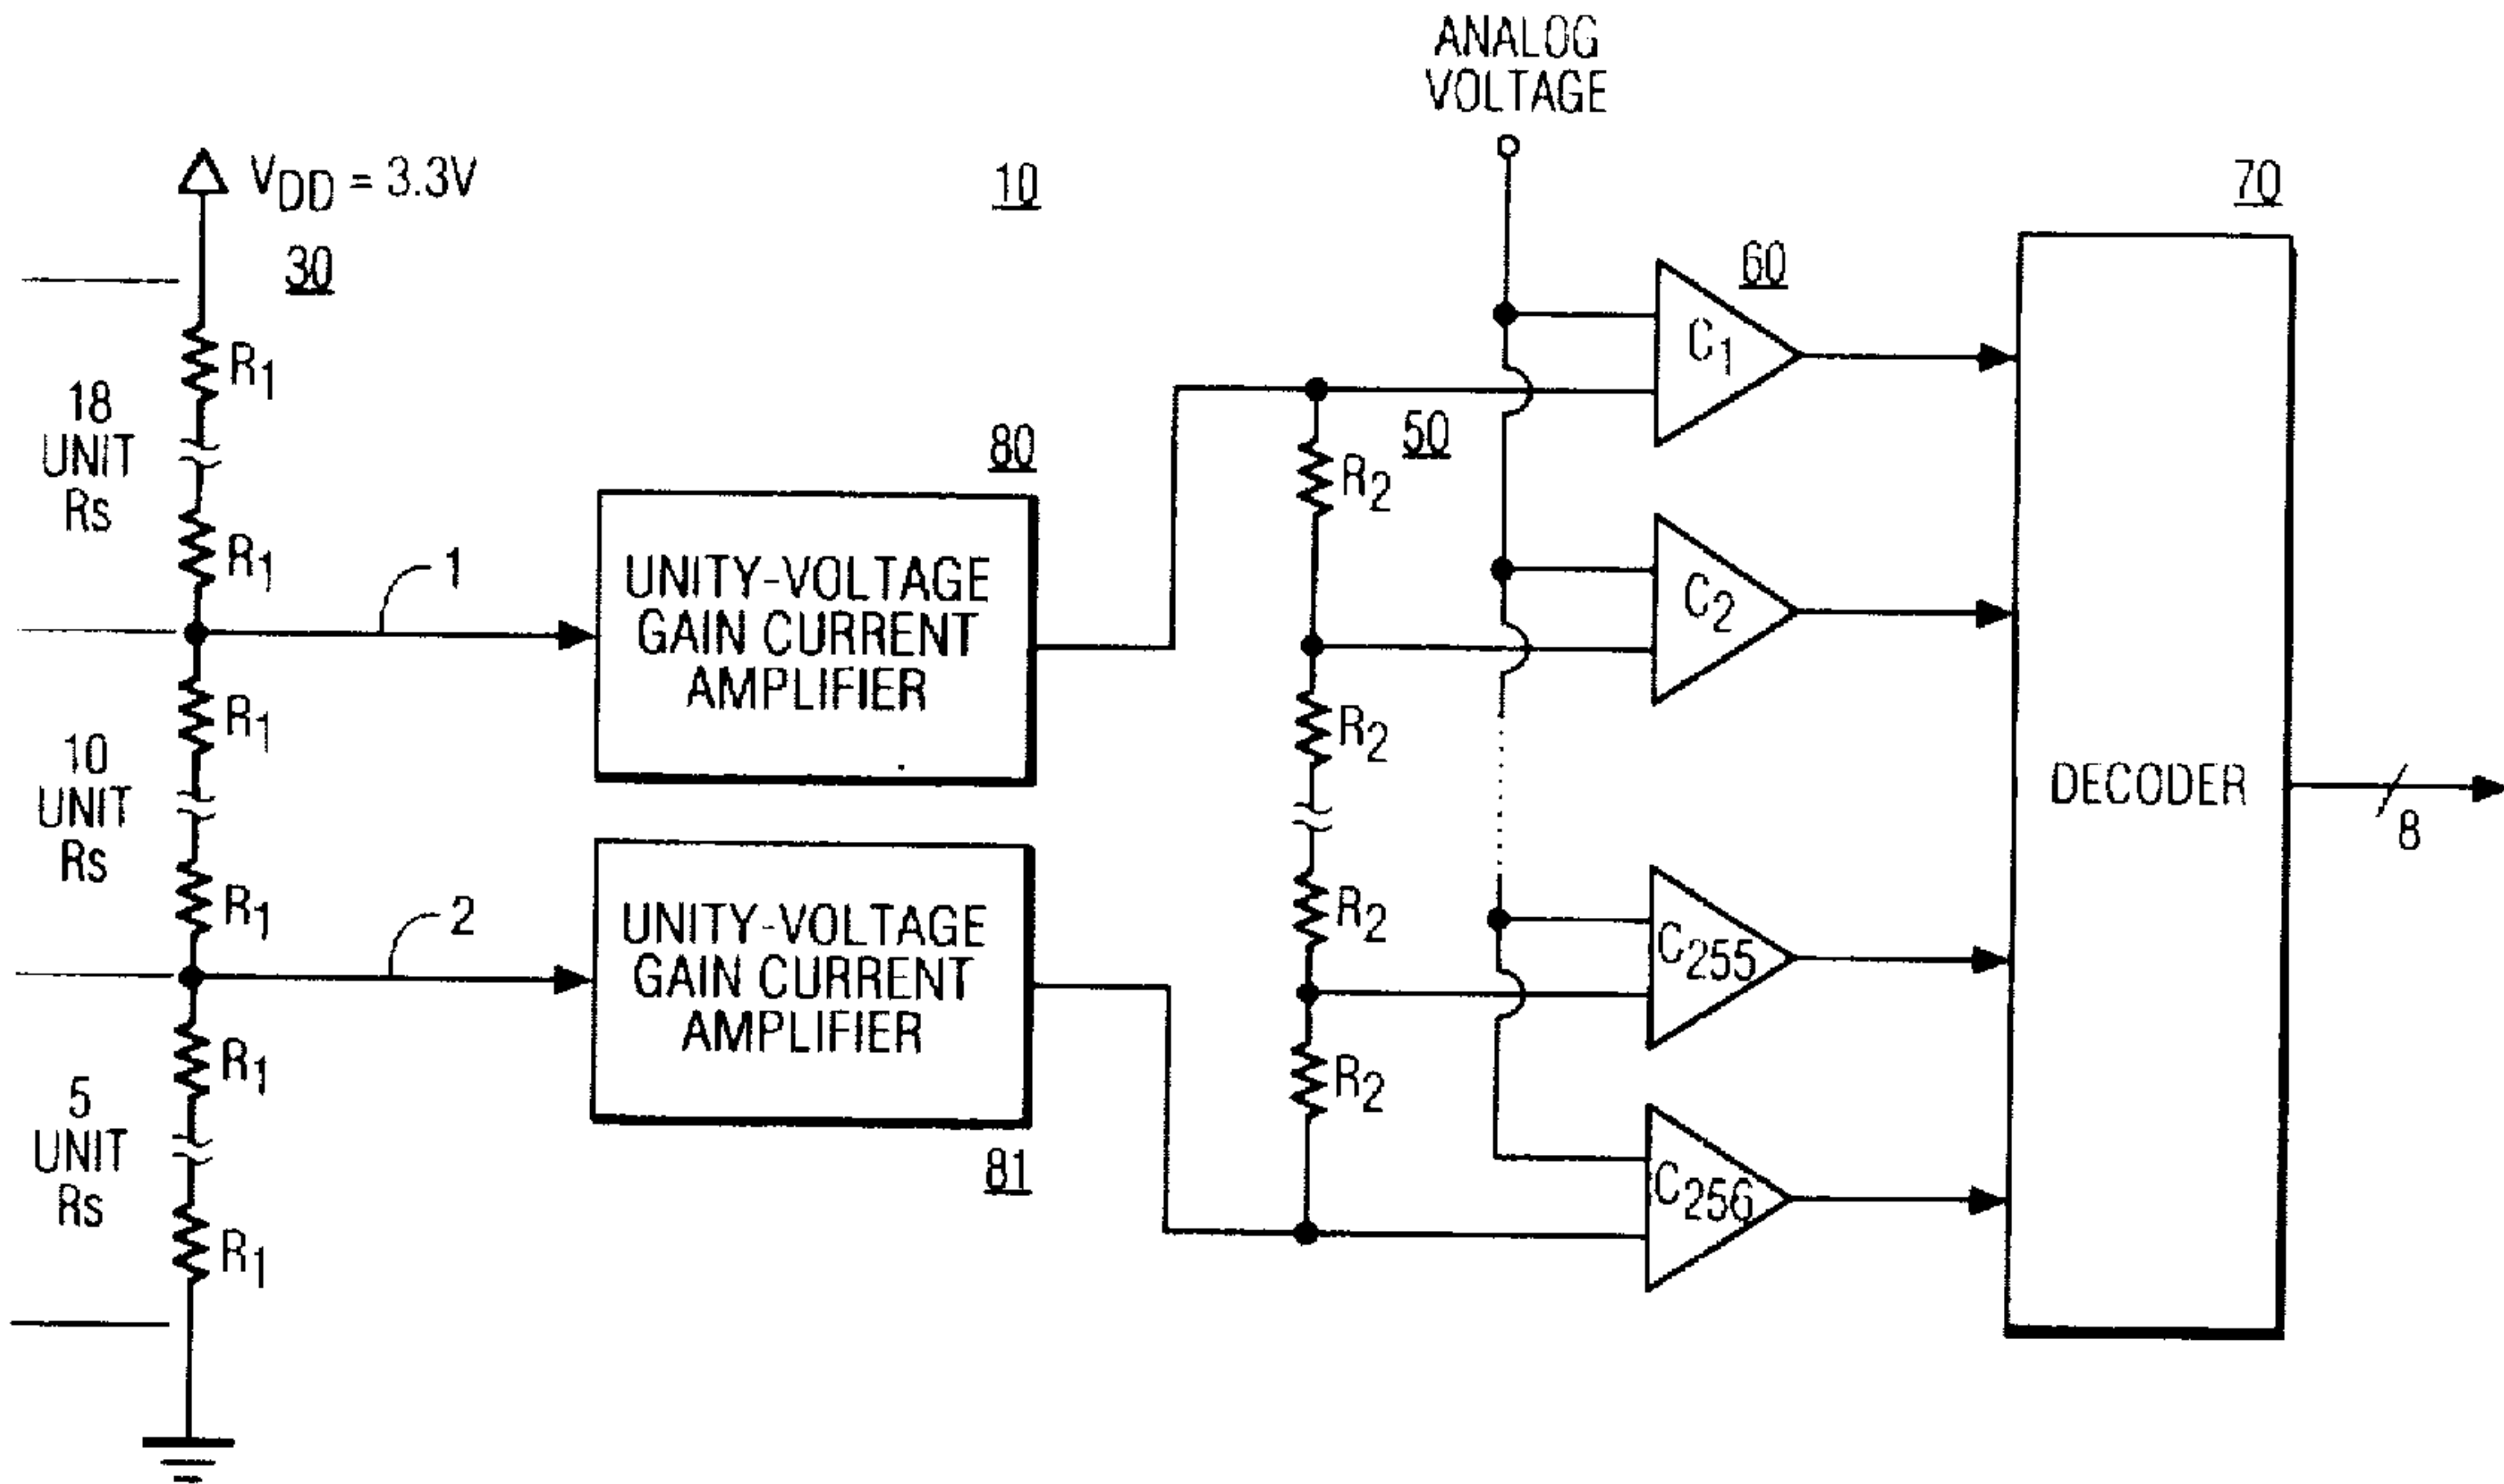 ANALOG
VOLTAGE
VDD = 3.3V
10
70
30
60
R1
C1
18
UNIT
Rs
80
50
R2
R1
1
UNITY-VOLTAGE
GAIN CURRENT
AMPLIFIER
C2
R1
R2
10
UNIT
Rs
DECODER
8
R1
2
UNITY-VOLTAGE
GAIN CURRENT
AMPLIFIER
R2
C255
R1
R2
5
UNIT
Rs
81
C256
R1